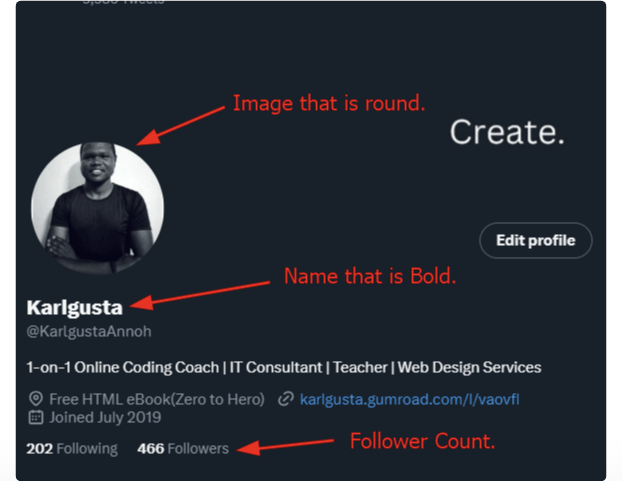 Image that is round.
Create.
Edit profile
Name that is Bold.
Karlgusta
@KarlgustaAnnoh
1-on-1 Online Coding Coach | IT Consultant | Teacher | Web Design Services
Free HTML eBook(Zero to Hero) karlgusta.gumroad.com/l/vaovfl
Joined July 2019
202 Following 466 Followers
Follower Count.